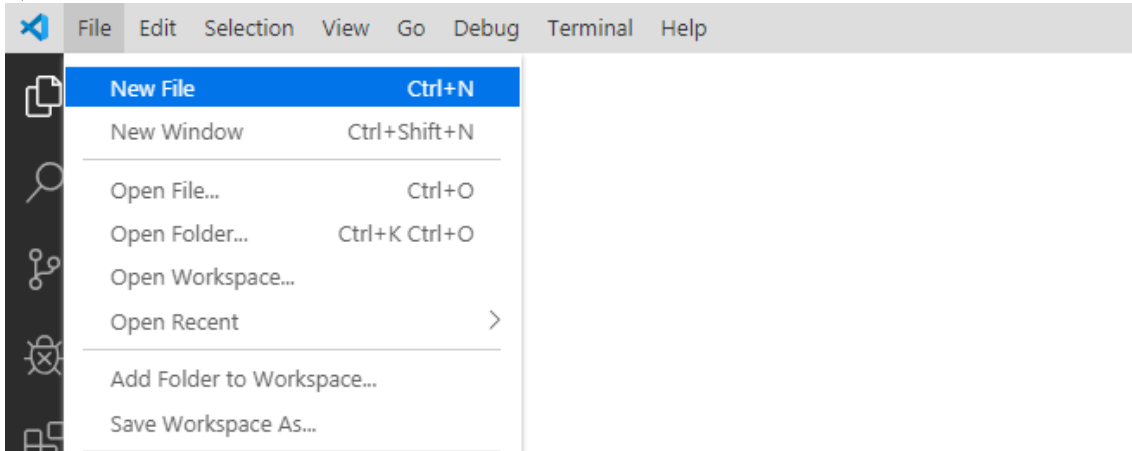 File Edit Selection View Go Debug Terminal Help
New File Ctrl+N
New Window Ctrl+Shift+N
Open File... Ctrl+O
Open Folder... Ctrl+K Ctrl+O
Open Workspace...
Open Recent
Add Folder to Workspace...
Save Workspace As...